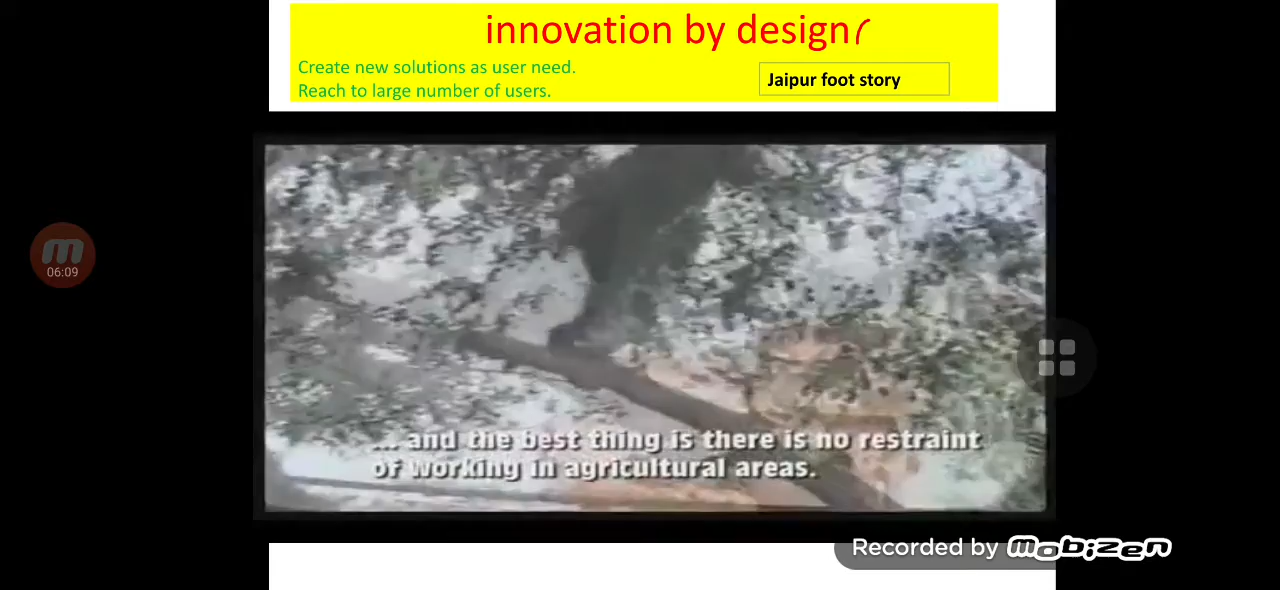 innovation by design
Create new solutions as user need.
Reach to large number of users.
Jaipur foot story
06:09
... and the best thing is there is no restraint
of working in agricultural areas.
Recorded by mobizen